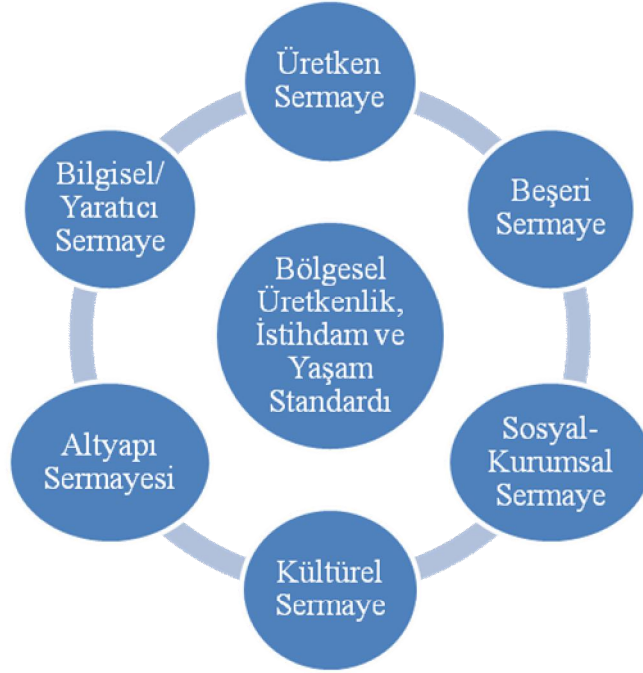 Üretken
Sermaye
Beşeri
Sermaye
Sosyal-
Kurumsal
Sermaye
Kültürel
Sermaye
Altyapı
Sermayesi
Bilgisel/
Yaratıcı
Sermaye
Bölgesel
Üretkenlik,
İstihdam ve
Yaşam
Standardı